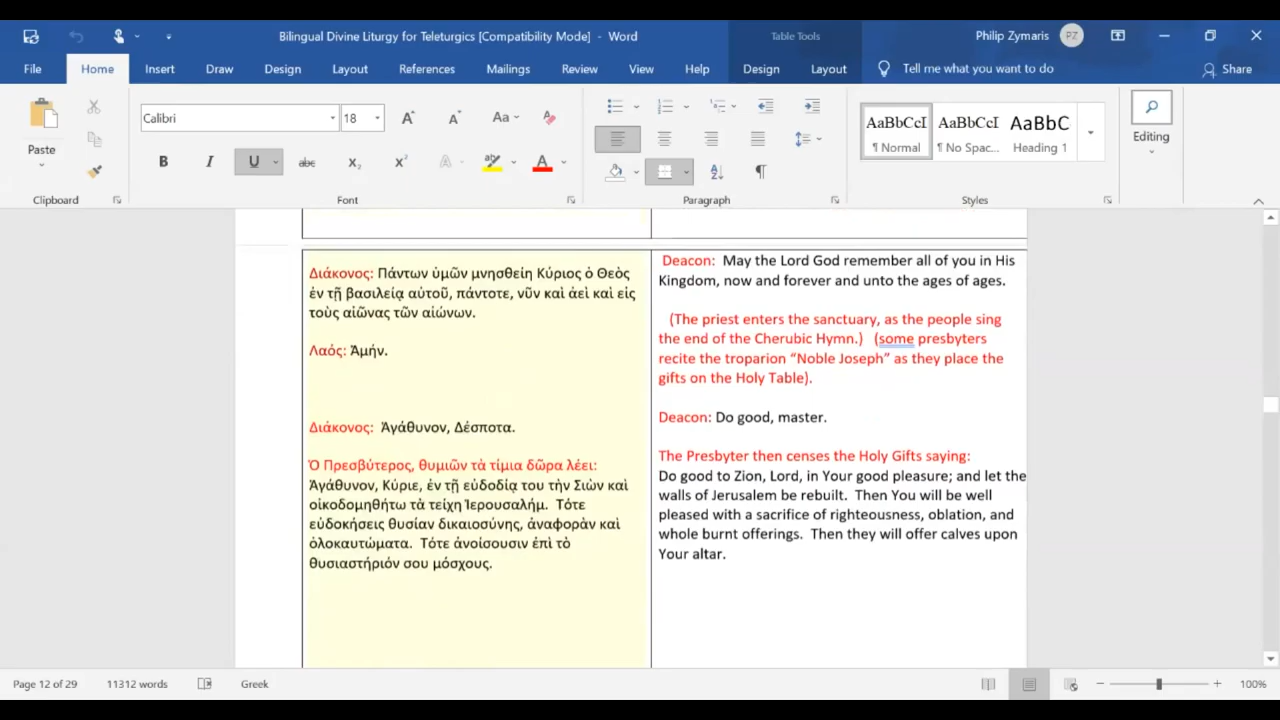 Bilingual Divine Liturgy for Teleturgics [Compatibility Mode] - Word
Table Tools
Philip Zymaris
PZ
File
Home
Insert
Draw
Design
Layout
References
Mailings
Review
View
Help
Design
Layout
Tell me what you want to do
Share
Paste
Calibri
18
Aa
B
I
U
abc
AaBbCcI
¶ Normal
AaBbCcI
¶ No Spac...
AaBbC
Heading 1
Editing
Clipboard
Font
Paragraph
Styles
Διάκονος: Πάντων ὑμῶν μνησθείη Κύριος ὁ Θεὸς
ἐν τῇ βασιλείᾳ αὐτοῦ, πάντοτε, νῦν καὶ ἀεὶ καὶ εἰς
τοὺς αἰῶνας τῶν αἰώνων.
Λαός: Ἀμήν.
Διάκονος: Ἀγάθυνον, Δέσποτα.
Ὁ Πρεσβύτερος, θυμιῶν τὰ τίμια δῶρα λέει:
Ἀγάθυνον, Κύριε, ἐν τῇ εὐδοδίᾳ του τὴν Σιὼν καὶ
οἰκοδομηθήτω τὰ τείχη Ἱερουσαλήμ. Τότε
εὐδοκήσεις θυσίαν δικαιοσύνης, ἀναφορὰν καὶ
ὁλοκαυτώματα. Τότε ἀνοίσουσιν ἐπὶ τὸ
θυσιαστήριόν σου μόσχους.
Deacon: May the Lord God remember all of you in His
Kingdom, now and forever and unto the ages of ages.
(The priest enters the sanctuary, as the people sing
the end of the Cherubic Hymn.) (some presbyters
recite the troparion “Noble Joseph” as they place the
gifts on the Holy Table).
Deacon: Do good, master.
The Presbyter then censes the Holy Gifts saying:
Do good to Zion, Lord, in Your good pleasure; and let the
walls of Jerusalem be rebuilt. Then You will be well
pleased with a sacrifice of righteousness, oblation, and
whole burnt offerings. Then they will offer calves upon
Your altar.
Page 12 of 29
11312 words
Greek
100%